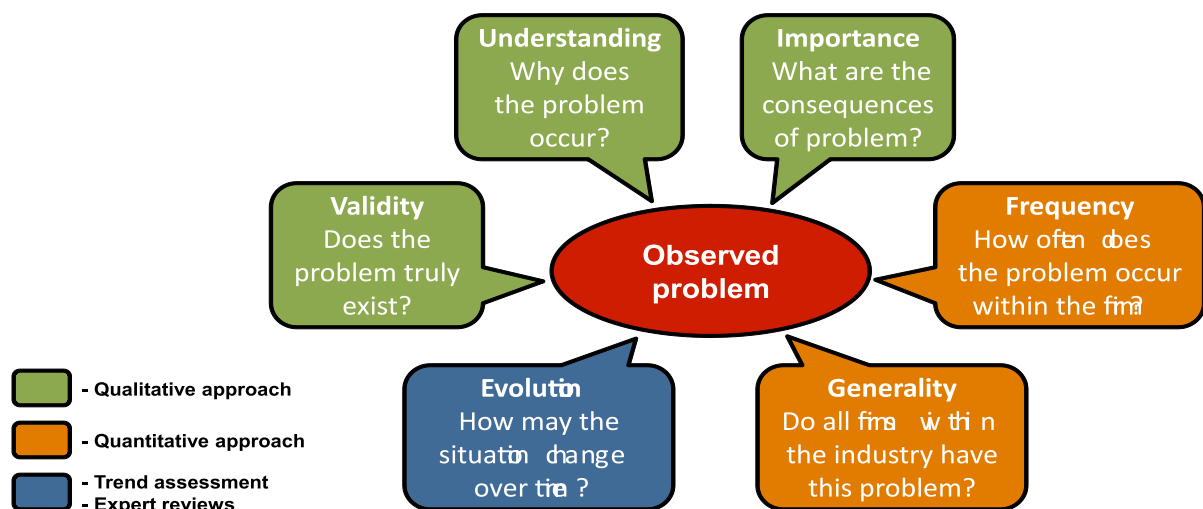 Understanding
Why does
the problem
occur?
Importance
What are the
consequences
of problem?
Validity
Does the
problem truly
exist?
Observed
problem
Frequency
How often does
the problem occur
within the firm?
Evolution
How may the
situation change
over time?
Generality
Do all firms within
the industry have
this problem?
- Qualitative approach
- Quantitative approach
- Trend assessment
- Expert reviews